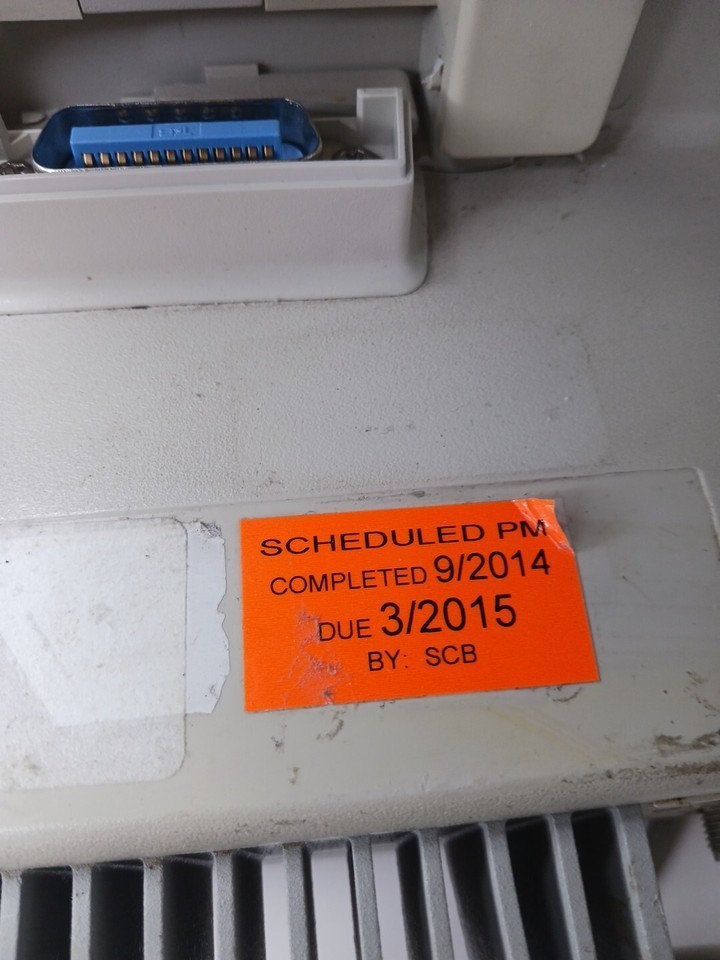 SCHEDULED PM
COMPLETED 9/2014
DUE 3/2015
BY: SCB